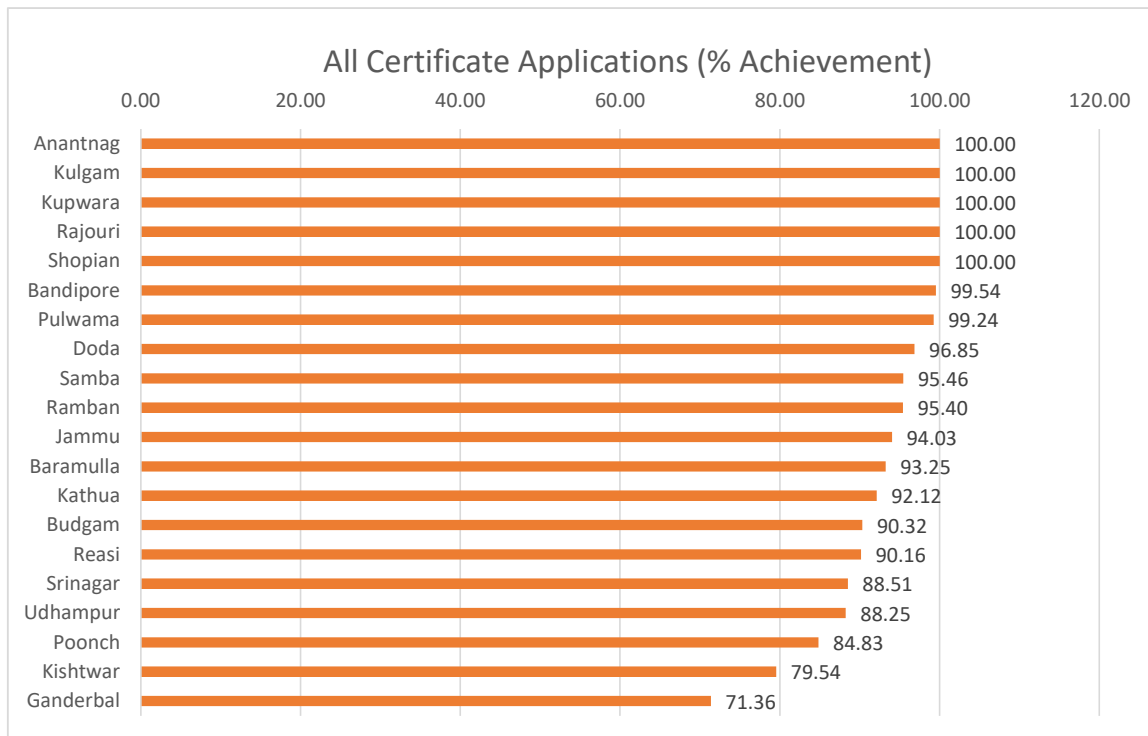 All Certificate Applications (% Achievement)
0.00 20.00 40.00 60.00 80.00 100.00 120.00
Anantnag 100.00
Kulgam 100.00
Kupwara 100.00
Rajouri 100.00
Shopian 100.00
Bandipore 99.54
Pulwama 99.24
Doda 96.85
Samba 95.46
Ramban 95.40
Jammu 94.03
Baramulla 93.25
Kathua 92.12
Budgam 90.32
Reasi 90.16
Srinagar 88.51
Udhampur 88.25
Poonch 84.83
Kishtwar 79.54
Ganderbal 71.36